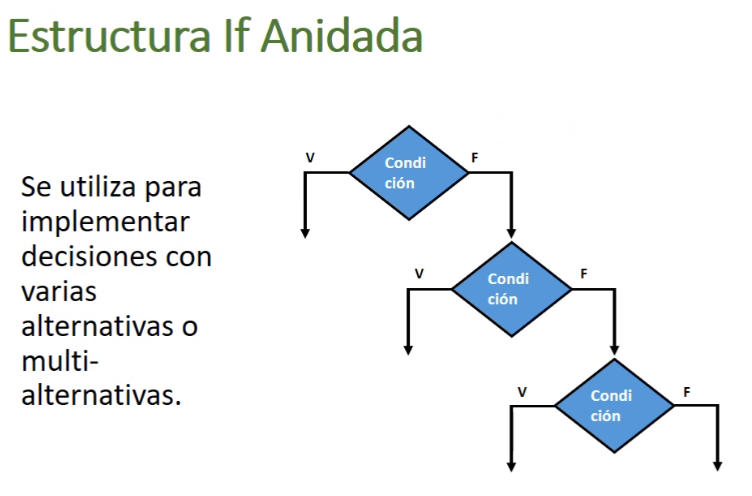 Estructura If Anidada
Se utiliza para
implementar
decisiones con
varias
alternativas o
multi-
alternativas.
V
Condi
ción
F
V
Condi
ción
F
V
Condi
ción
F